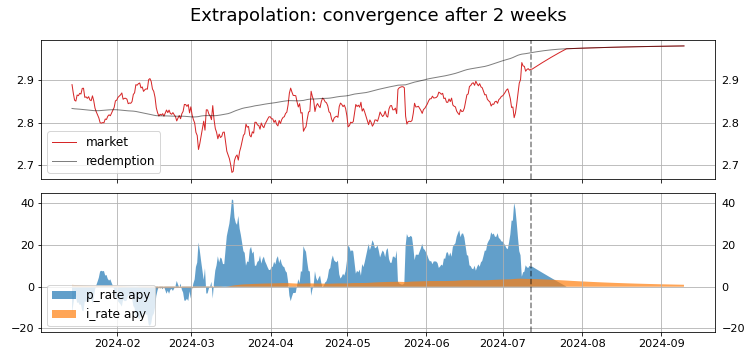 Extrapolation: convergence after 2 weeks
2.9
2.8
2.7
2.9
2.8
2.7
market
redemption
40
20
0
−20
40
20
0
−20
p_rate apy
i_rate apy
2024-02 2024-03 2024-04 2024-05 2024-06 2024-07 2024-08 2024-09